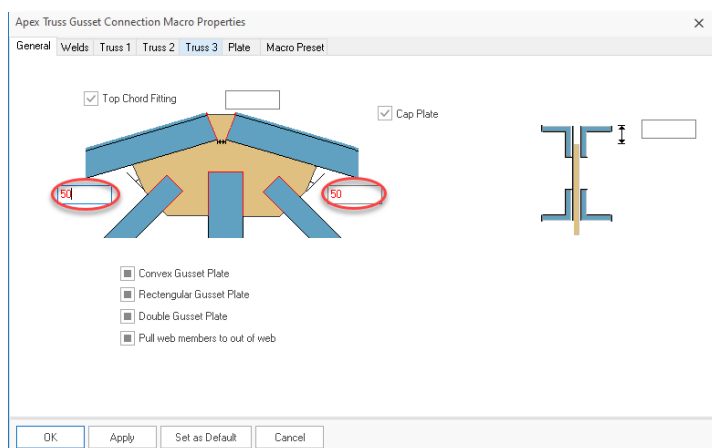 Apex Truss Gusset Connection Macro Properties
General Welds Truss 1 Truss 2 Truss 3 Plate Macro Preset
Top Chord Fitting
Cap Plate
50 50
Convex Gusset Plate
Rectengular Gusset Plate
Double Gusset Plate
Pull web members to out of web
OK Apply Set as Default Cancel